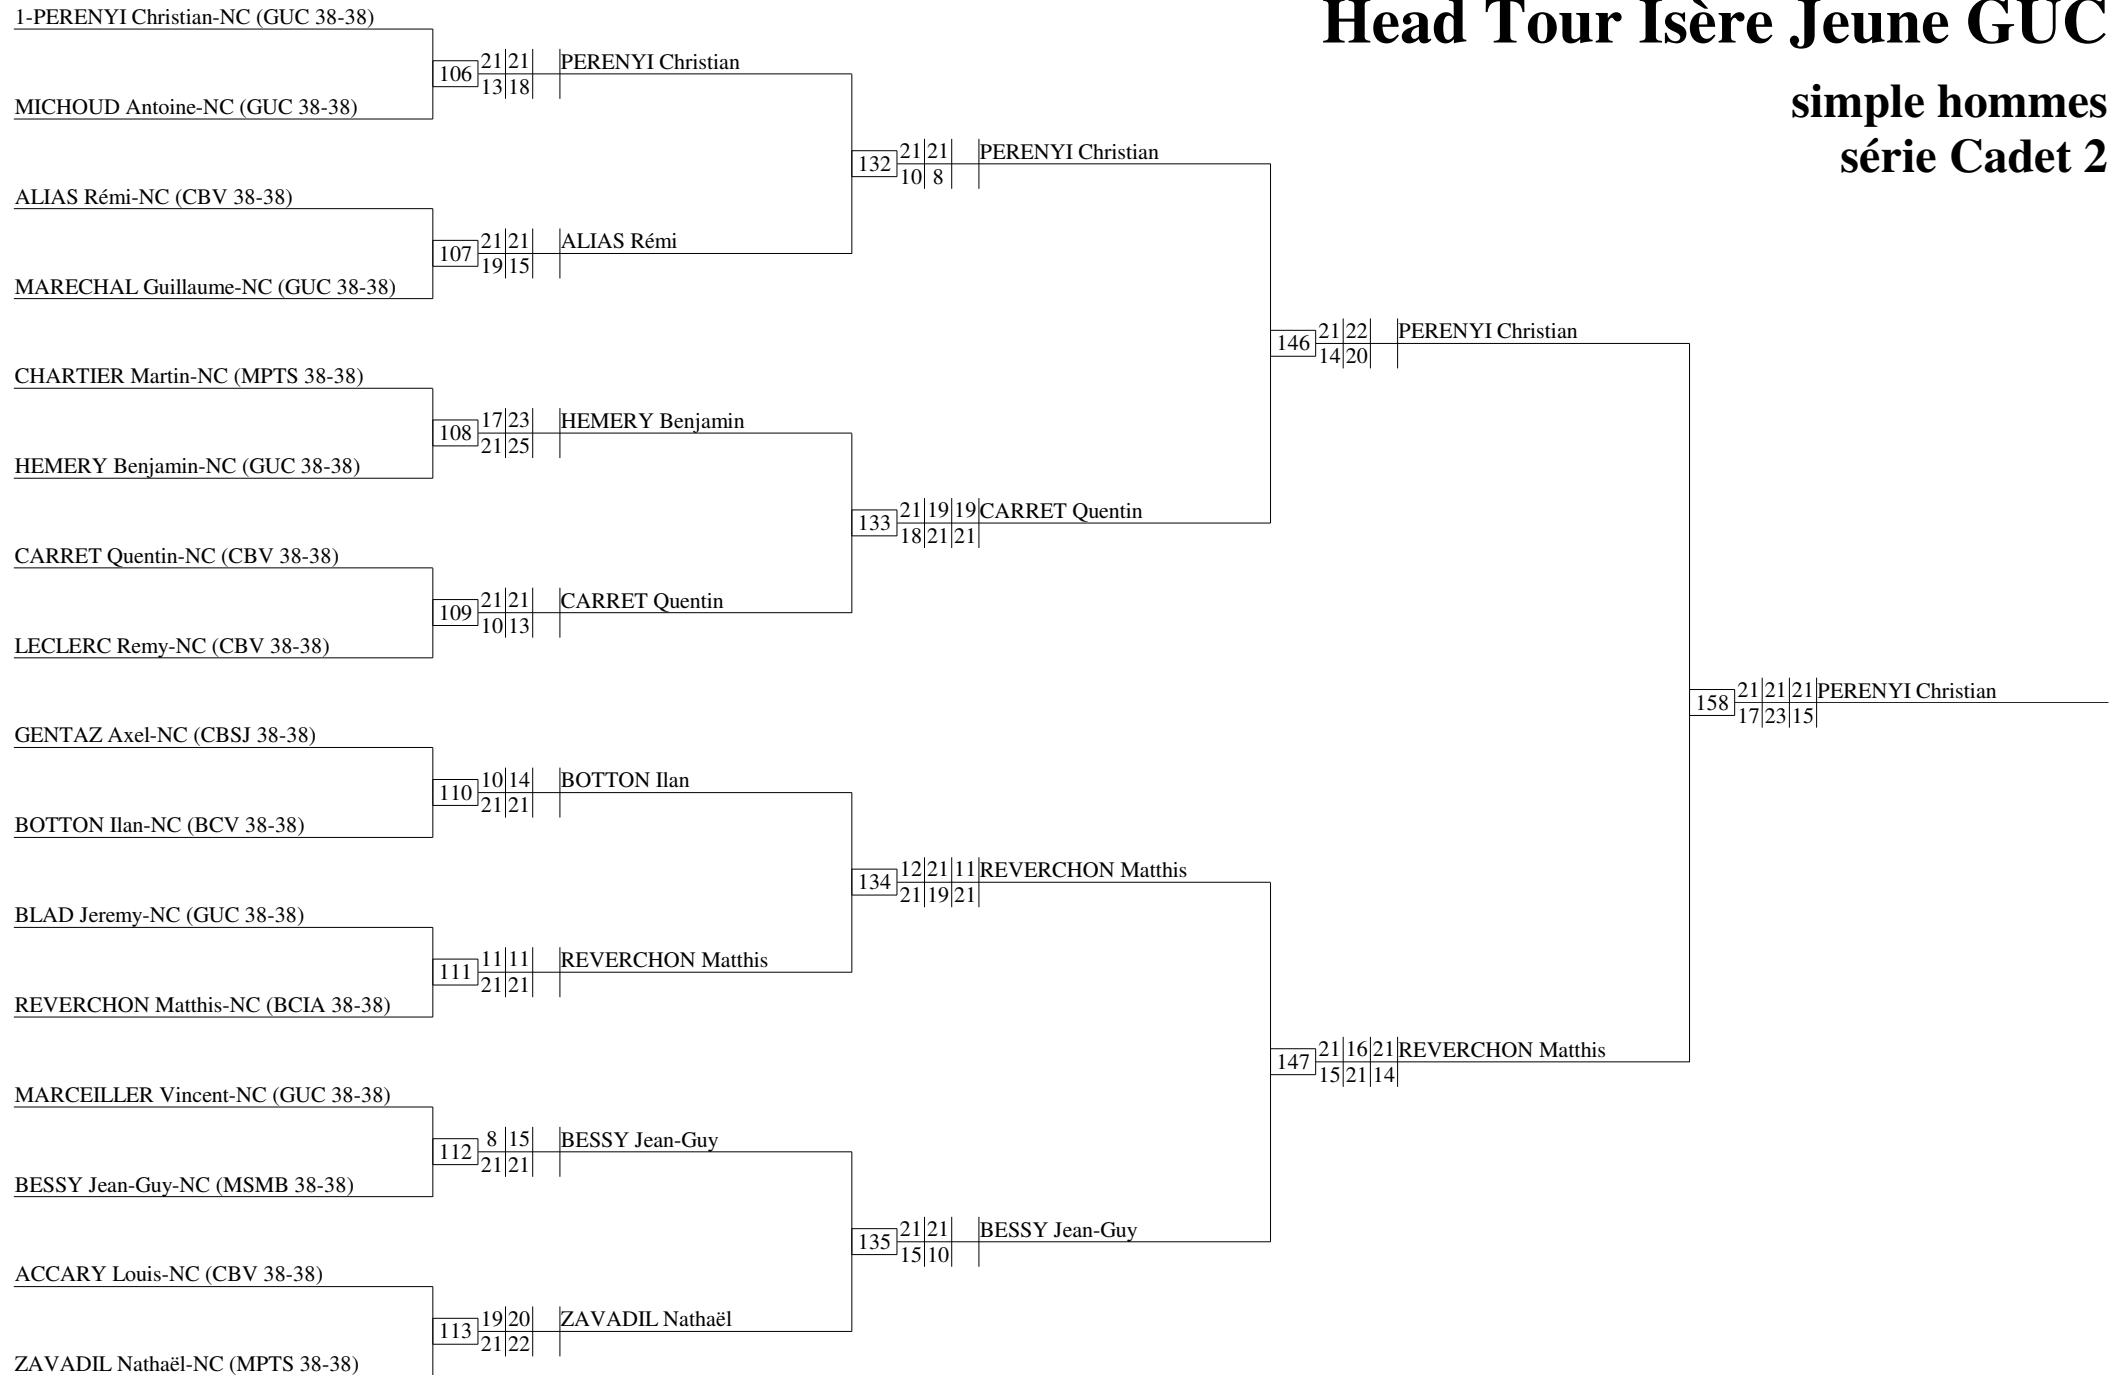 Head Tour Isère Jeune GUC
simple hommes
série Cadet 2
1-PERENYI Christian-NC (GUC 38-38)
MICHOUD Antoine-NC (GUC 38-38)
ALIAS Rémi-NC (CBV 38-38)
MARECHAL Guillaume-NC (GUC 38-38)
CHARTIER Martin-NC (MPTS 38-38)
HEMERY Benjamin-NC (GUC 38-38)
CARRET Quentin-NC (CBV 38-38)
LECLERC Remy-NC (CBV 38-38)
GENTAZ Axel-NC (CBSJ 38-38)
BOTTON Ilan-NC (BCV 38-38)
BLAD Jeremy-NC (GUC 38-38)
REVERCHON Matthis-NC (BCIA 38-38)
MARCEILLER Vincent-NC (GUC 38-38)
BESSY Jean-Guy-NC (MSMB 38-38)
ACCARY Louis-NC (CBV 38-38)
ZAVADIL Nathaël-NC (MPTS 38-38)
106 21 21 PERENYI Christian
13 18
107 21 21 ALIAS Rémi
19 15
108 17 23 HEMERY Benjamin
21 25
109 21 21 CARRET Quentin
10 13
110 10 14 BOTTON Ilan
21 21
111 11 11 REVERCHON Matthis
21 21
112 8 15 BESSY Jean-Guy
21 21
113 19 20 ZAVADIL Nathaël
21 22
132 21 21 PERENYI Christian
10 8
133 21 19 19 CARRET Quentin
18 21 21
134 12 21 11 REVERCHON Matthis
21 19 21
135 21 21 BESSY Jean-Guy
15 10
146 21 22 PERENYI Christian
14 20
147 21 16 21 REVERCHON Matthis
15 21 14
158 21 21 21 PERENYI Christian
17 23 15